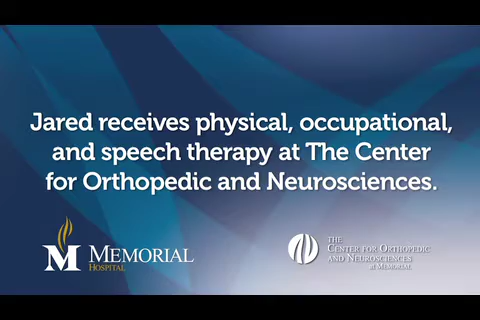 Jared receives physical, occupational,
and speech therapy at The Center
for Orthopedic and Neurosciences.
M MEMORIAL
HOSPITAL
THE
CENTER FOR ORTHOPEDIC
AND NEUROSCIENCES
at MEMORIAL